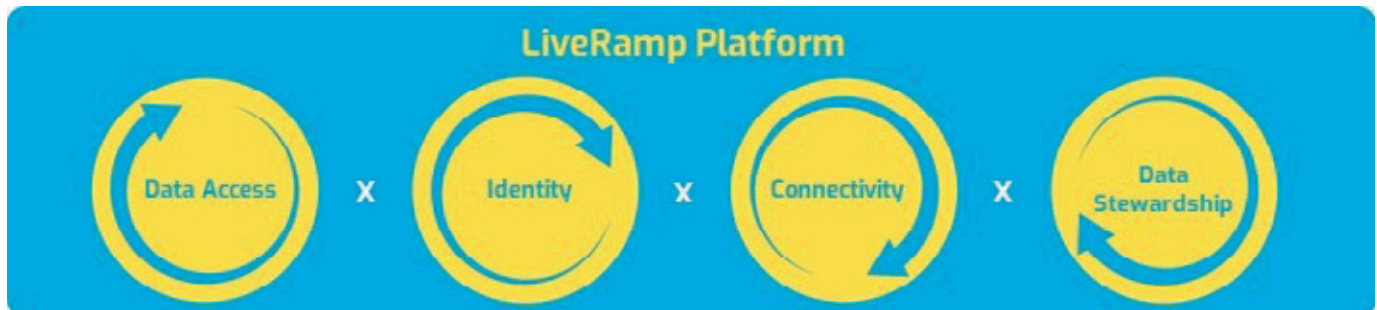 LiveRamp Platform
Data Access
X
Identity
X
Connectivity
X
Data
Stewardship